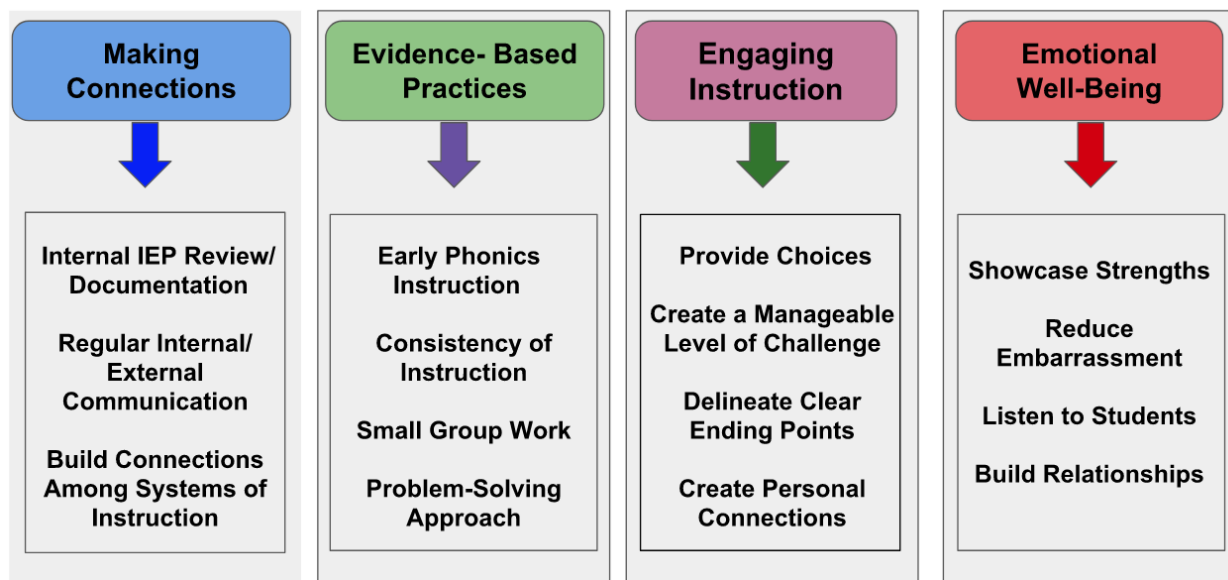 Making
Connections
Internal IEP Review/
Documentation
Regular Internal/
External
Communication
Build Connections
Among Systems of
Instruction
Evidence- Based
Practices
Early Phonics
Instruction
Consistency of
Instruction
Small Group Work
Problem-Solving
Approach
Engaging
Instruction
Provide Choices
Create a Manageable
Level of Challenge
Delineate Clear
Ending Points
Create Personal
Connections
Emotional
Well-Being
Showcase Strengths
Reduce
Embarrassment
Listen to Students
Build Relationships